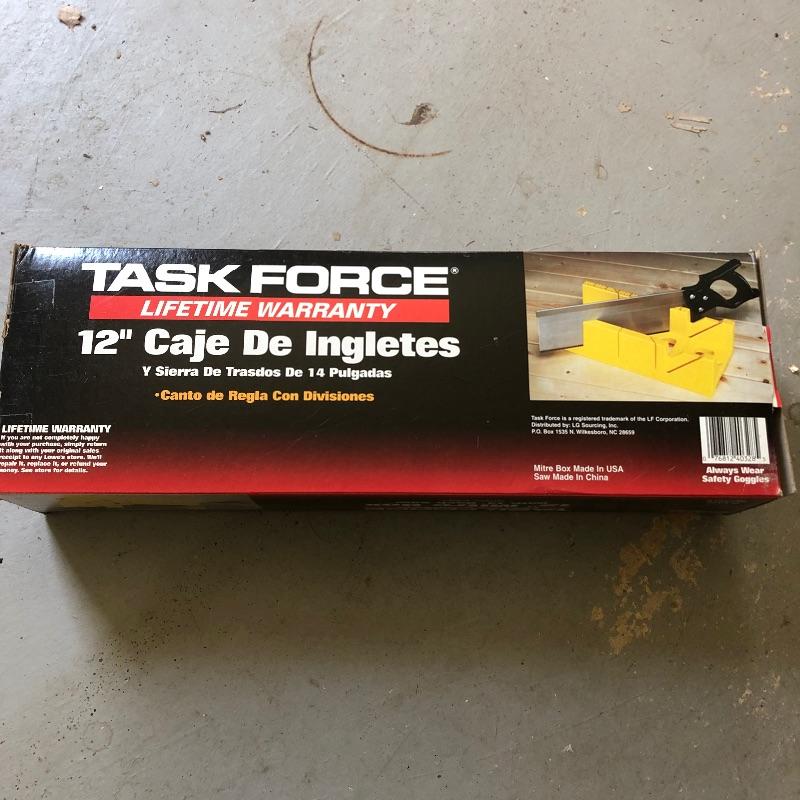 TASK FORCE®
LIFETIME WARRANTY
12" Caje De Ingletes
Y Sierra De Trasdos De 14 Pulgadas
•Canto de Regla Con Divisiones
LIFETIME WARRANTY
If you are not completely happy
with your purchase, simply return
it along with your original sales
receipt to any Lowe's store. We'll
repair it, replace it, or refund your
money. See store for details.
Task Force is a registered trademark of the LF Corporation.
Distributed by: LG Sourcing, Inc.
P.O. Box 1535 N. Wilkesboro, NC 28659
Mitre Box Made In USA
Saw Made In China
0 76812 40328 5
Always Wear
Safety Goggles